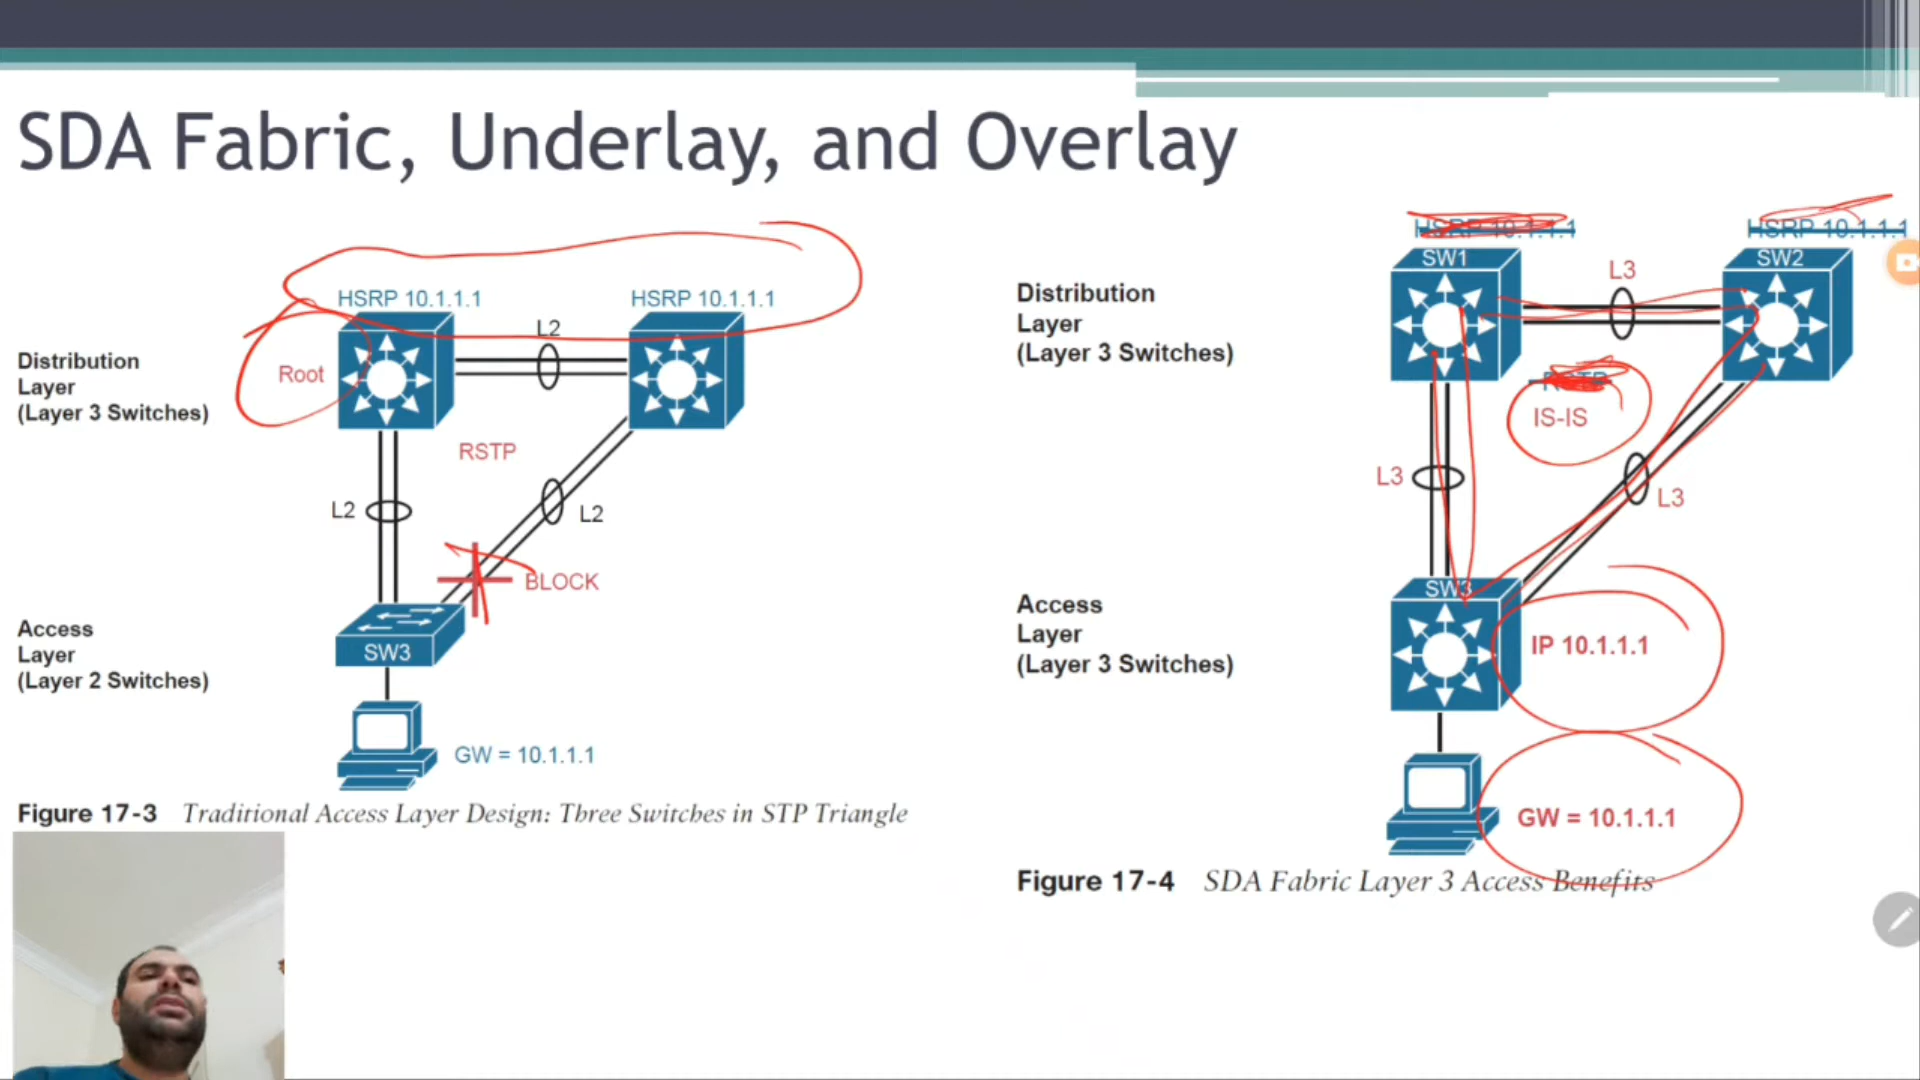 SDA Fabric, Underlay, and Overlay
HSRP 10.1.1.1
HSRP 10.1.1.1
L2
Distribution
Layer
(Layer 3 Switches)
Root
RSTP
L2
L2
BLOCK
Access
Layer
(Layer 2 Switches)
SW3
GW = 10.1.1.1
Figure 17-3 Traditional Access Layer Design: Three Switches in STP Triangle
HSRP 10.1.1.1
HSRP 10.1.1.1
SW1
SW2
L3
Distribution
Layer
(Layer 3 Switches)
RSTP
IS-IS
L3
L3
SW3
Access
Layer
(Layer 3 Switches)
IP 10.1.1.1
GW = 10.1.1.1
Figure 17-4 SDA Fabric Layer 3 Access Benefits